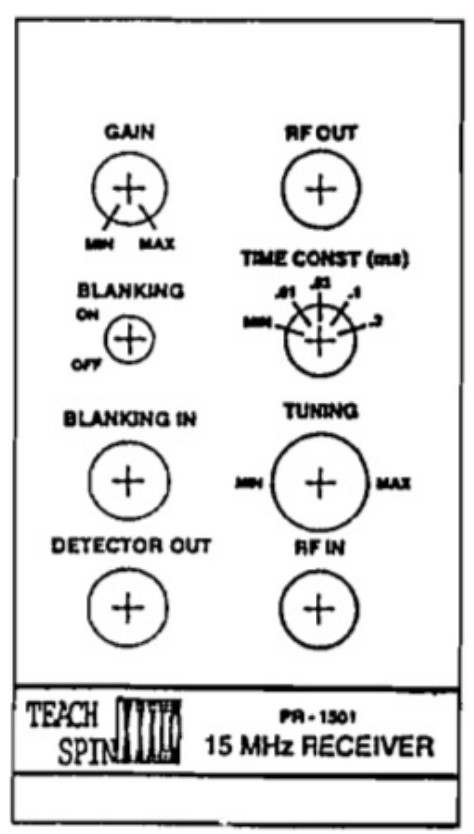 GAIN
RF OUT
MIN MAX
TIME CONST (ms)
.01 .03 .1
MIN .3
BLANKING
ON
OFF
BLANKING IN
TUNING
MIN MAX
DETECTOR OUT
RF IN
TEACH
SPIN
PR-1501
15 MHz RECEIVER